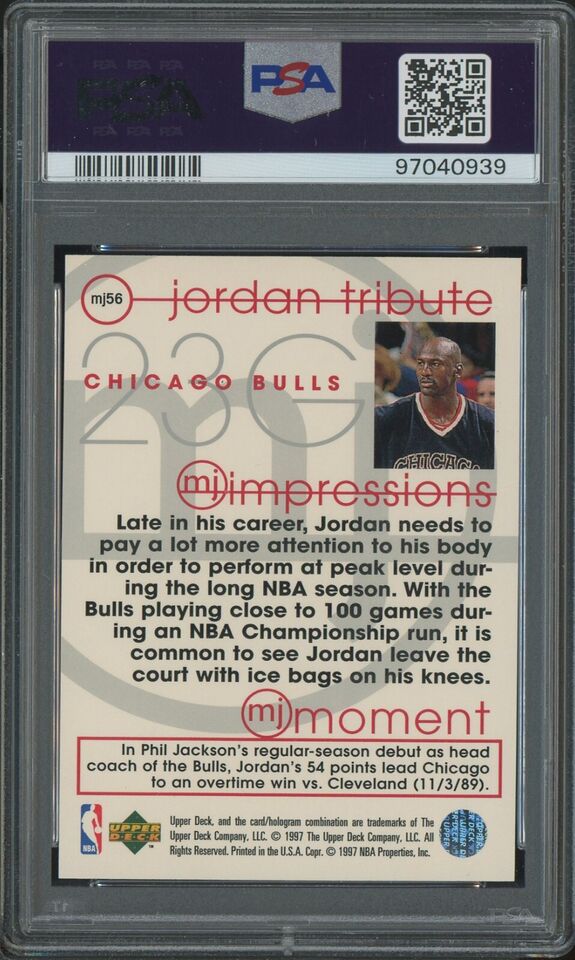 PSA
PSA
97040939
mj56
jordan tribute
23G
CHICAGO BULLS
CHICAG
mj impressions
Late in his career, Jordan needs to
pay a lot more attention to his body
in order to perform at peak level dur-
ing the long NBA season. With the
Bulls playing close to 100 games dur-
ing an NBA Championship run, it is
common to see Jordan leave the
court with ice bags on his knees.
mj moment
In Phil Jackson's regular-season debut as head
coach of the Bulls, Jordan's 54 points lead Chicago
to an overtime win vs. Cleveland (11/3/89).
Upper Deck, and the card/hologram combination are trademarks of The
Upper Deck Company, LLC. © 1997 The Upper Deck Company, LLC. All
Rights Reserved. Printed in the U.S.A. Copr. © 1997 NBA Properties, Inc.
NBA
UPPER
DECK
UPPER
DECK
PSA